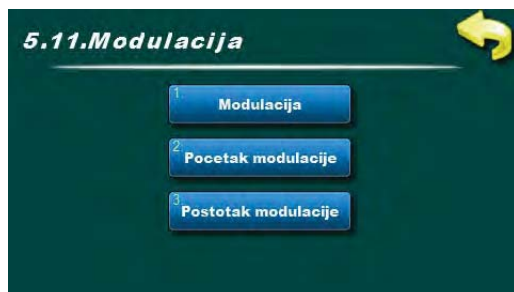 5.11.Modulacija
1. Modulacija
2. Pocetak modulacije
3. Postotak modulacije